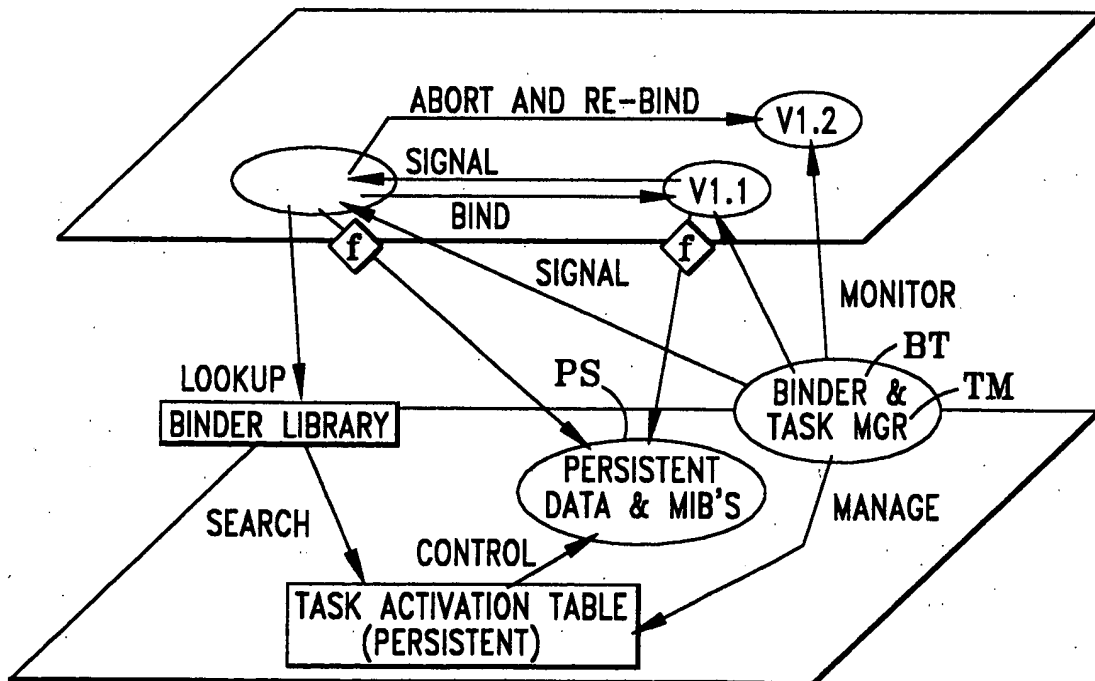 ABORT AND RE-BIND
V1.2
SIGNAL
V1.1
BIND
f
f
SIGNAL
MONITOR
BT
LOOKUP
PS
BINDER &
TM
BINDER LIBRARY
TASK MGR
PERSISTENT
DATA & MIB'S
MANAGE
SEARCH
CONTROL
TASK ACTIVATION TABLE
(PERSISTENT)